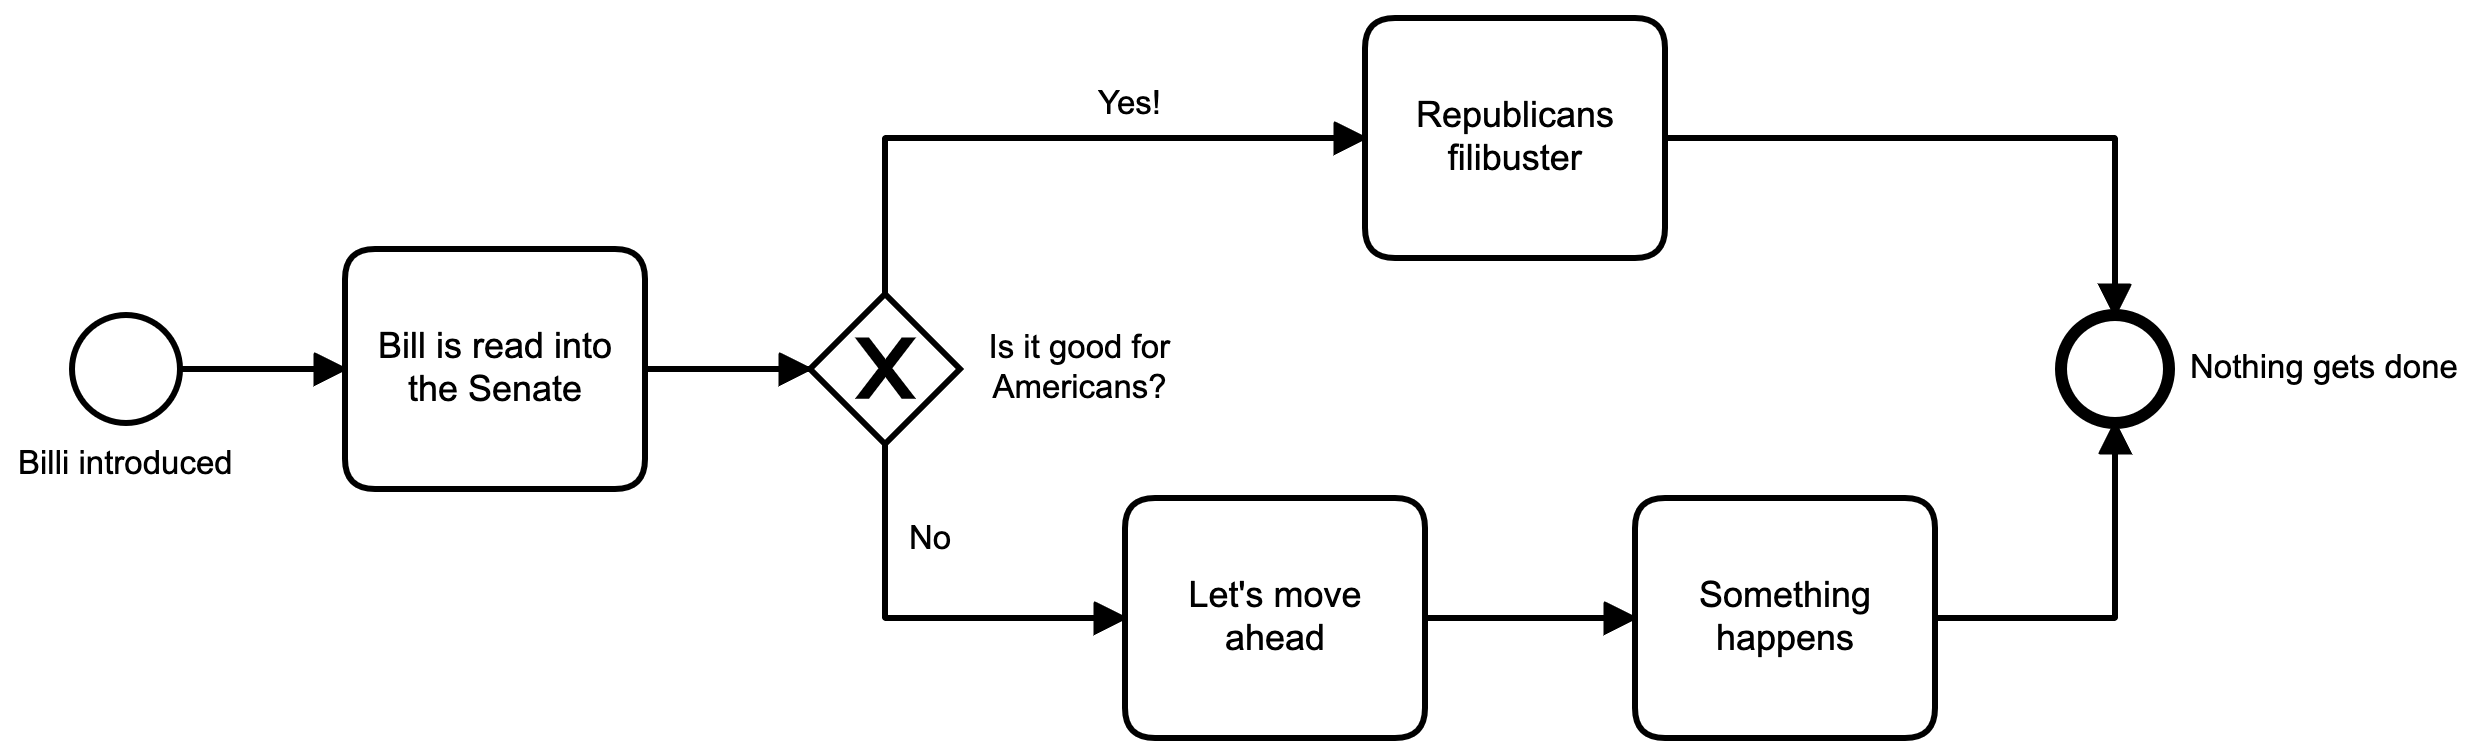 Billi introduced
Bill is read into
the Senate
Is it good for
Americans?
Yes!
Republicans
filibuster
No
Let's move
ahead
Something
happens
Nothing gets done